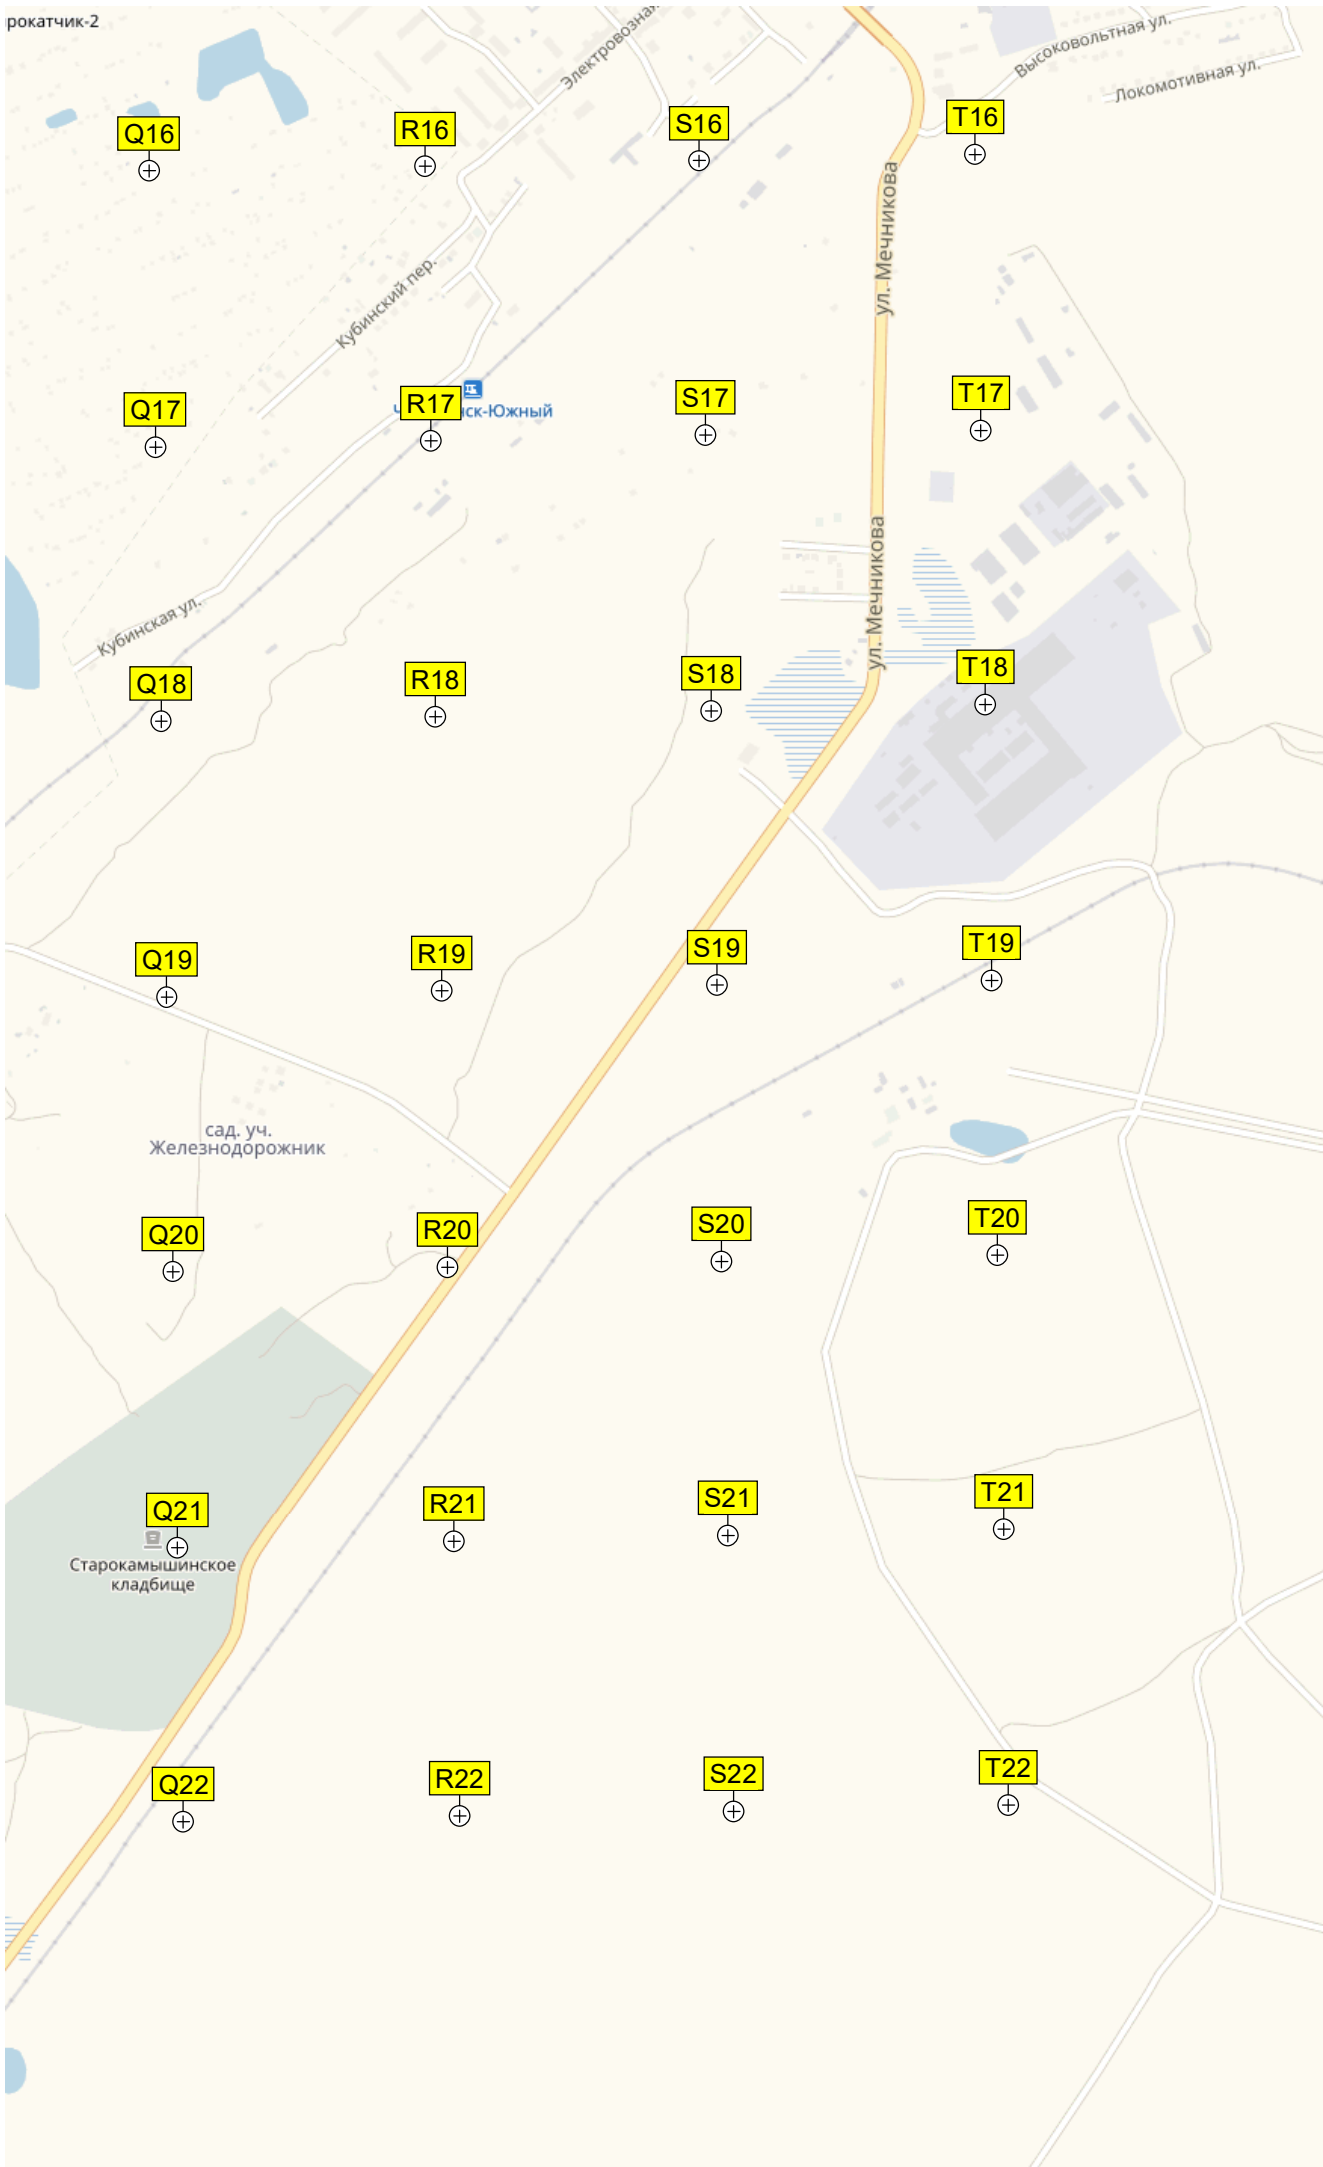 рокатчик-2
Электровозная
Высоковольтная ул.
Локомотивная ул.
Q16
R16
S16
T16
ул. Мечникова
Кубинский пер.
Q17
R17
нск-Южный
S17
T17
ул. Мечникова
Кубинская ул.
Q18
R18
S18
T18
Q19
R19
S19
T19
сад. уч.
Железнодорожник
Q20
R20
S20
T20
Q21
R21
S21
T21
Старокамышинское
кладбище
Q22
R22
S22
T22